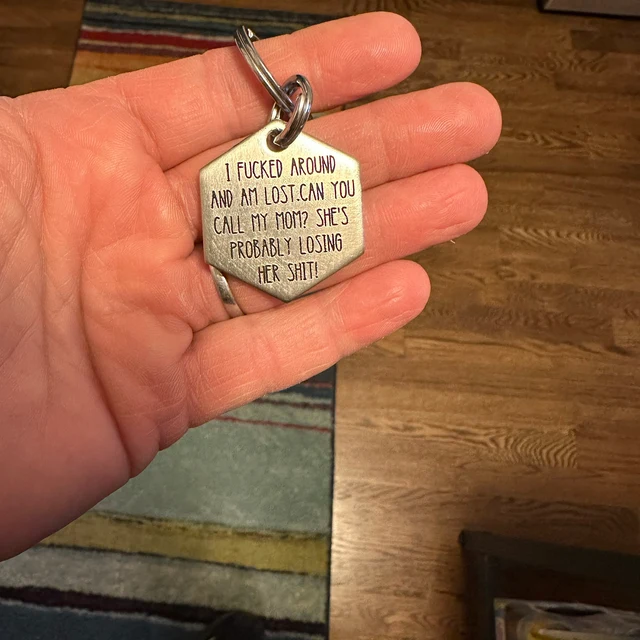 I FUCKED AROUND
AND AM LOST.CAN YOU
CALL MY MOM? SHE'S
PROBABLY LOSING
HER SHIT!